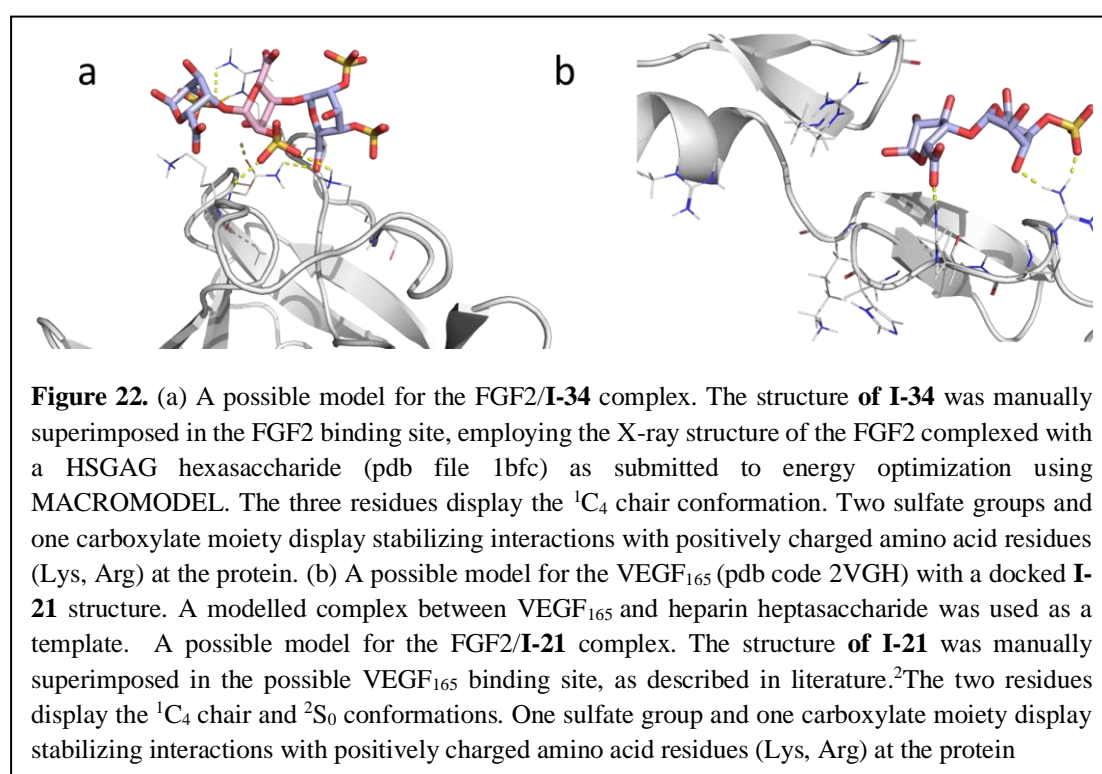 a
b
Figure 22. (a) A possible model for the FGF2/I-34 complex. The structure of I-34 was manually
superimposed in the FGF2 binding site, employing the X-ray structure of the FGF2 complexed with
a HSGAG hexasaccharide (pdb file 1bfc) as submitted to energy optimization using
MACROMODEL. The three residues display the ¹C₄ chair conformation. Two sulfate groups and
one carboxylate moiety display stabilizing interactions with positively charged amino acid residues
(Lys, Arg) at the protein. (b) A possible model for the VEGF₁₆₅ (pdb code 2VGH) with a docked I-
21 structure. A modelled complex between VEGF₁₆₅ and heparin heptasaccharide was used as a
template. A possible model for the FGF2/I-21 complex. The structure of I-21 was manually
superimposed in the possible VEGF₁₆₅ binding site, as described in literature.²The two residues
display the ¹C₄ chair and ²S₀ conformations. One sulfate group and one carboxylate moiety display
stabilizing interactions with positively charged amino acid residues (Lys, Arg) at the protein